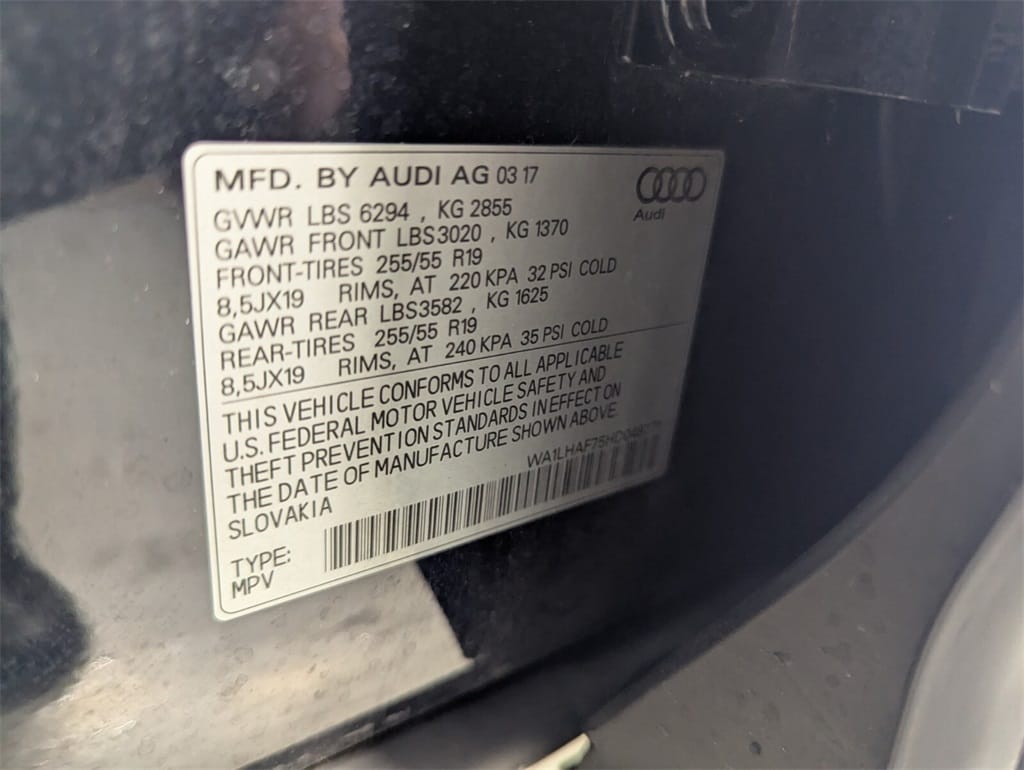 MFD. BY AUDI AG 03 17
Audi
GVWR LBS 6294 , KG 2855
GAWR FRONT LBS3020 , KG 1370
FRONT-TIRES 255/55 R19
8,5JX19 RIMS, AT 220 KPA 32 PSI COLD
GAWR REAR LBS3582 , KG 1625
REAR-TIRES 255/55 R19
8,5JX19 RIMS, AT 240 KPA 35 PSI COLD
THIS VEHICLE CONFORMS TO ALL APPLICABLE
U.S. FEDERAL MOTOR VEHICLE SAFETY AND
THEFT PREVENTION STANDARDS IN EFFECT ON
THE DATE OF MANUFACTURE SHOWN ABOVE.
SLOVAKIA
TYPE:
MPV